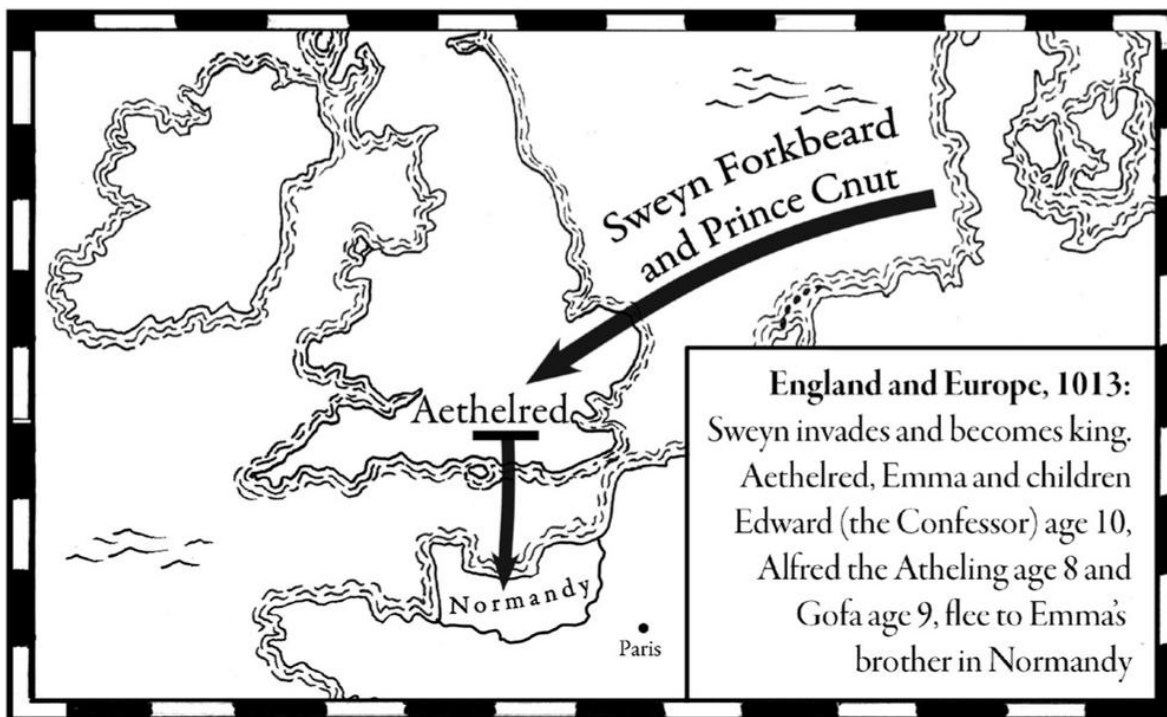 Sweyn Forkbeard
and Prince Cnut
Aethelred
Normandy
Paris
England and Europe, 1013:
Sweyn invades and becomes king.
Aethelred, Emma and children
Edward (the Confessor) age 10,
Alfred the Atheling age 8 and
Gofa age 9, flee to Emma's
brother in Normandy